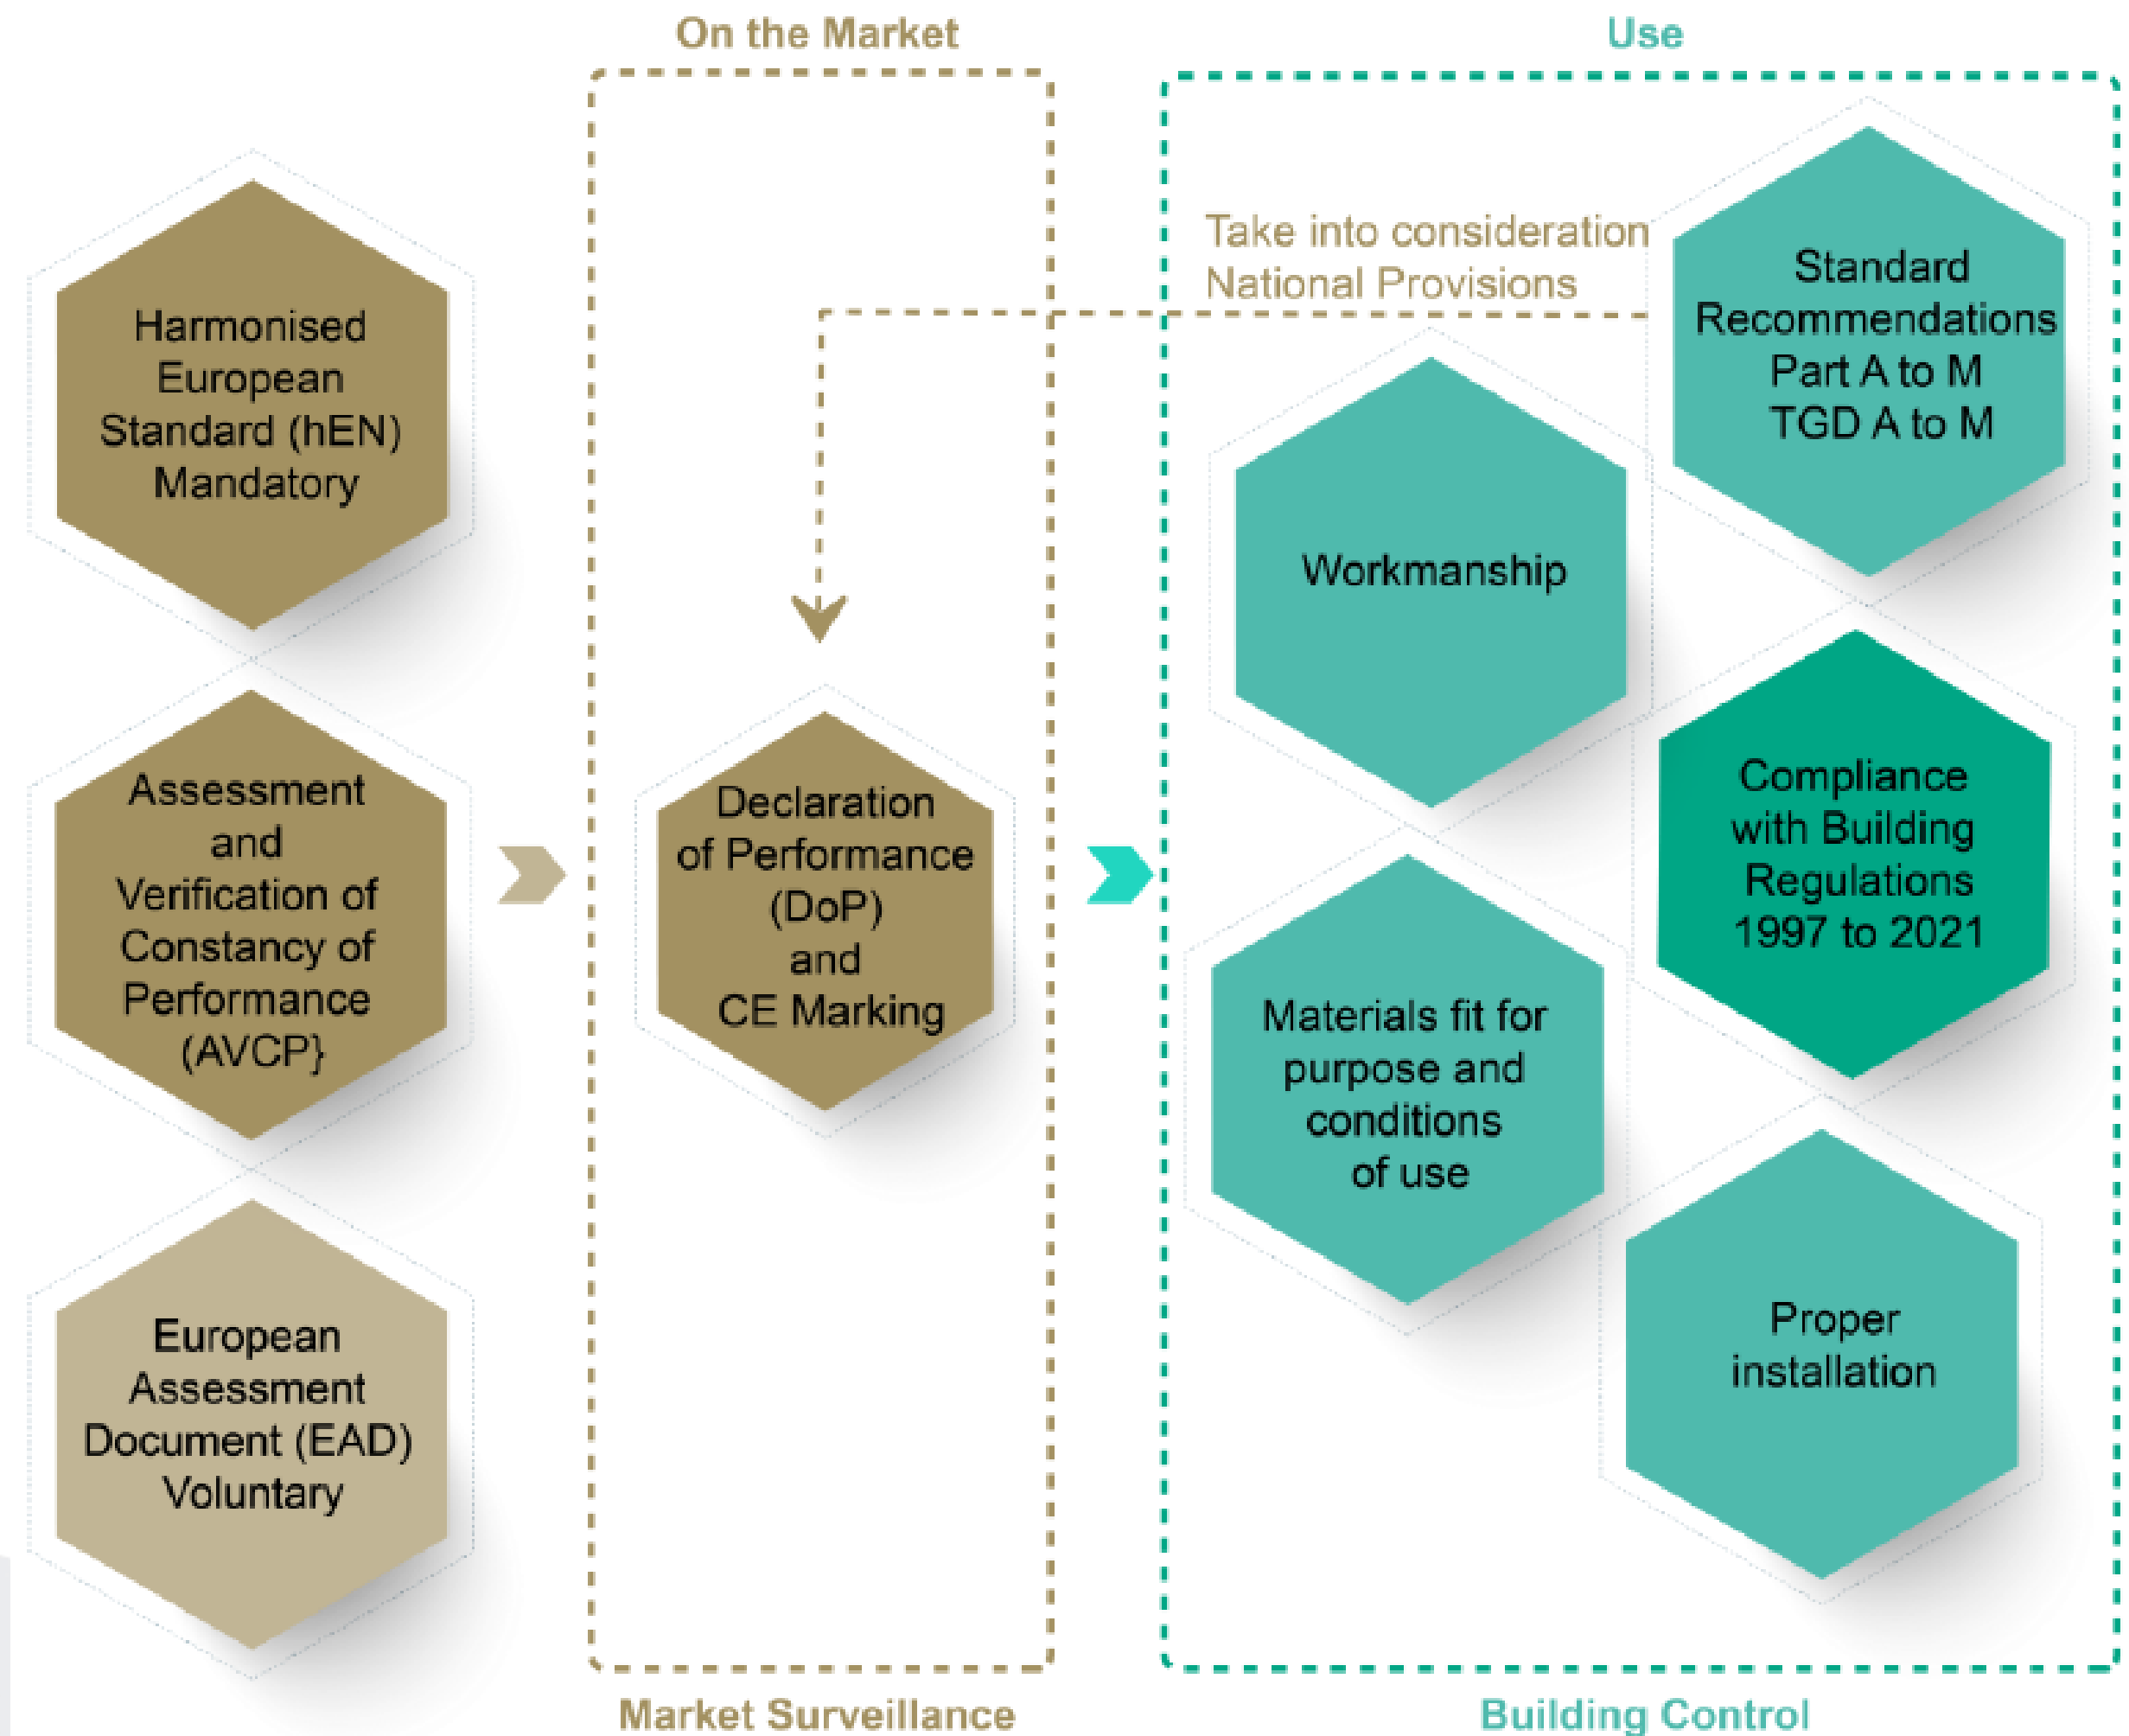 On the Market
Use
Harmonised
European
Standard (hEN)
Mandatory
Assessment
and
Verification of
Constancy of
Performance
(AVCP}
European
Assessment
Document (EAD)
Voluntary
Declaration
of Performance
(DoP)
and
CE Marking
Take into consideration
National Provisions
Standard
Recommendations
Part A to M
TGD A to M
Workmanship
Compliance
with Building
Regulations
1997 to 2021
Materials fit for
purpose and
conditions
of use
Proper
installation
Market Surveillance
Building Control